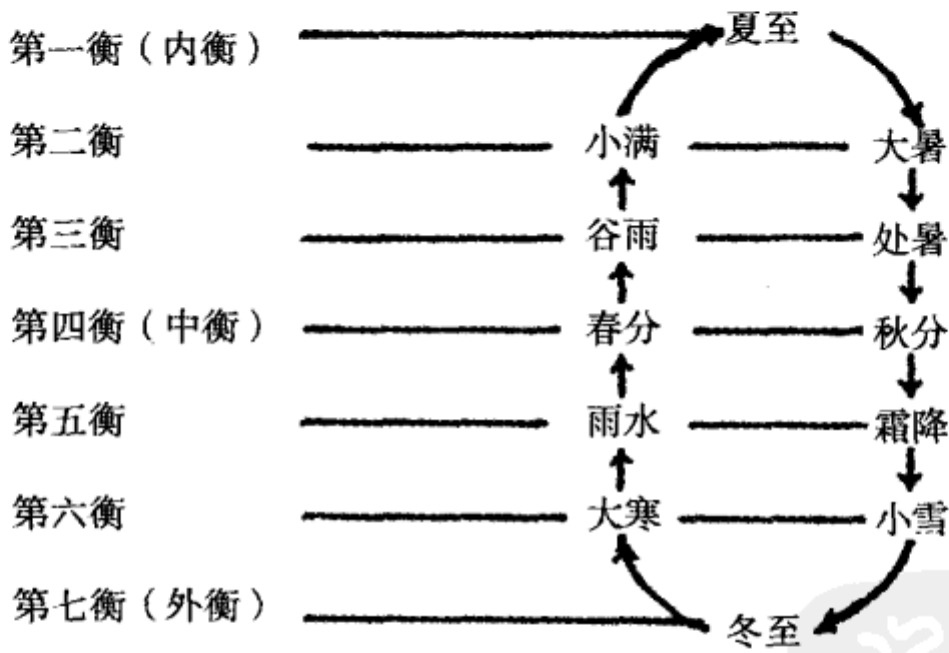 第一衡（内衡） 夏至
第二衡 小满 大暑
第三衡 谷雨 处暑
第四衡（中衡） 春分 秋分
第五衡 雨水 霜降
第六衡 大寒 小雪
第七衡（外衡） 冬至